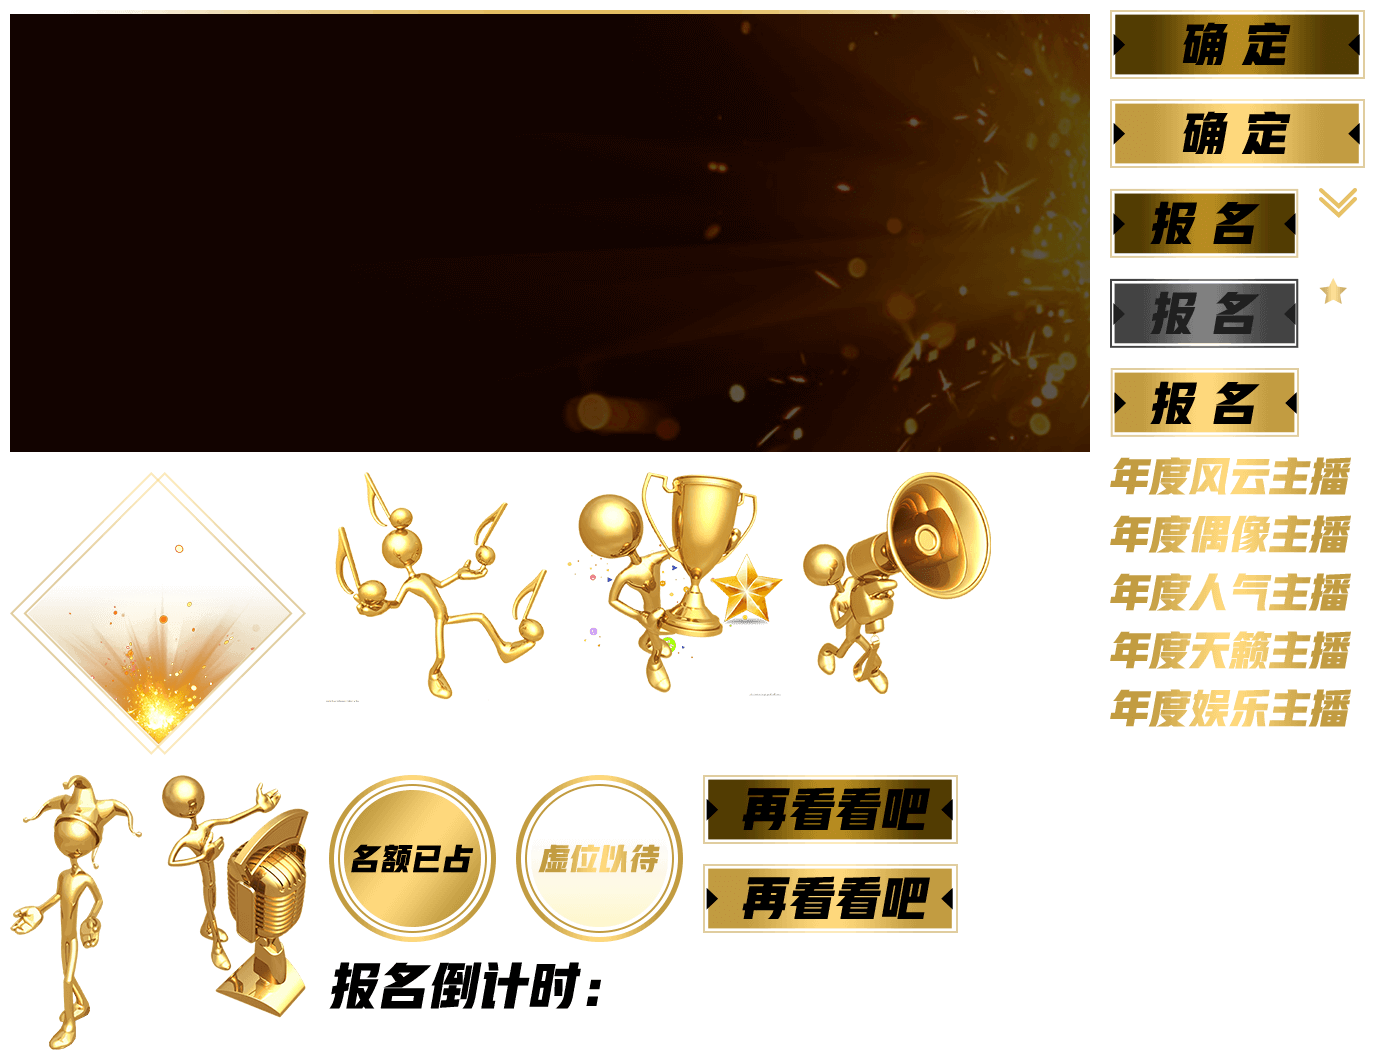 确定
确定
报名
报名
报名
年度风云主播
年度偶像主播
年度人气主播
年度天籁主播
年度娱乐主播
名额已占
虚位以待
再看看吧
再看看吧
报名倒计时：